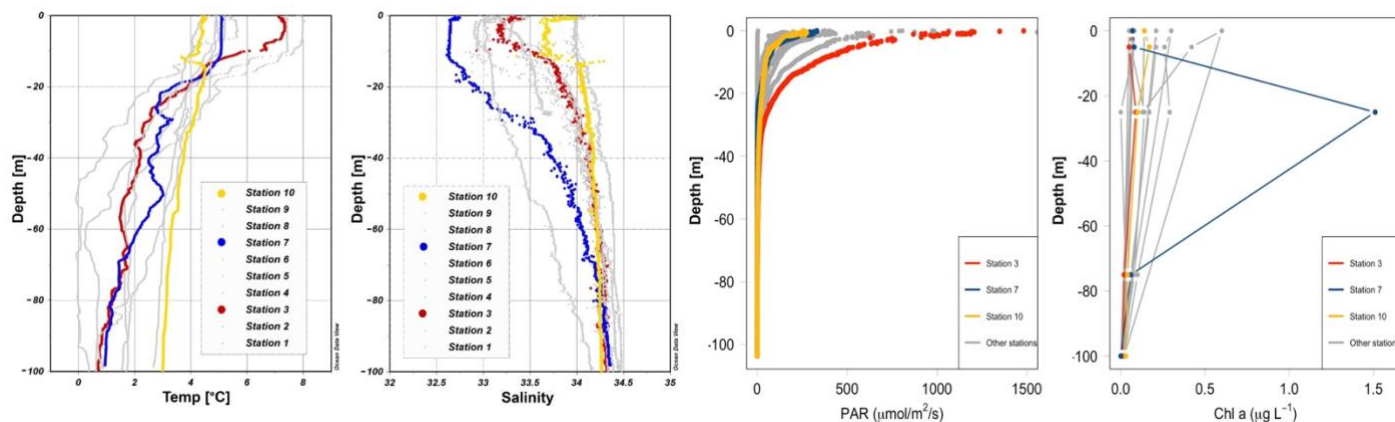 0
−20
−40
−60
−80
−100
Depth [m]
0
2
4
6
8
Temp [°C]
Station 10
Station 9
Station 8
Station 7
Station 6
Station 5
Station 4
Station 3
Station 2
Station 1
Ocean Data View
0
−20
−40
−60
−80
−100
Depth [m]
32
32.5
33
33.5
34
34.5
35
Salinity
Station 10
Station 9
Station 8
Station 7
Station 6
Station 5
Station 4
Station 3
Station 2
Station 1
Ocean Data View
0
-20
-40
-60
-80
-100
Depth [m]
0
500
1000
1500
PAR (μmol/m²/s)
Station 3
Station 7
Station 10
Other stations
0
-20
-40
-60
-80
-100
Depth [m]
0.0
0.5
1.0
1.5
Chl a (μg L⁻¹)
Station 3
Station 7
Station 10
Other stations